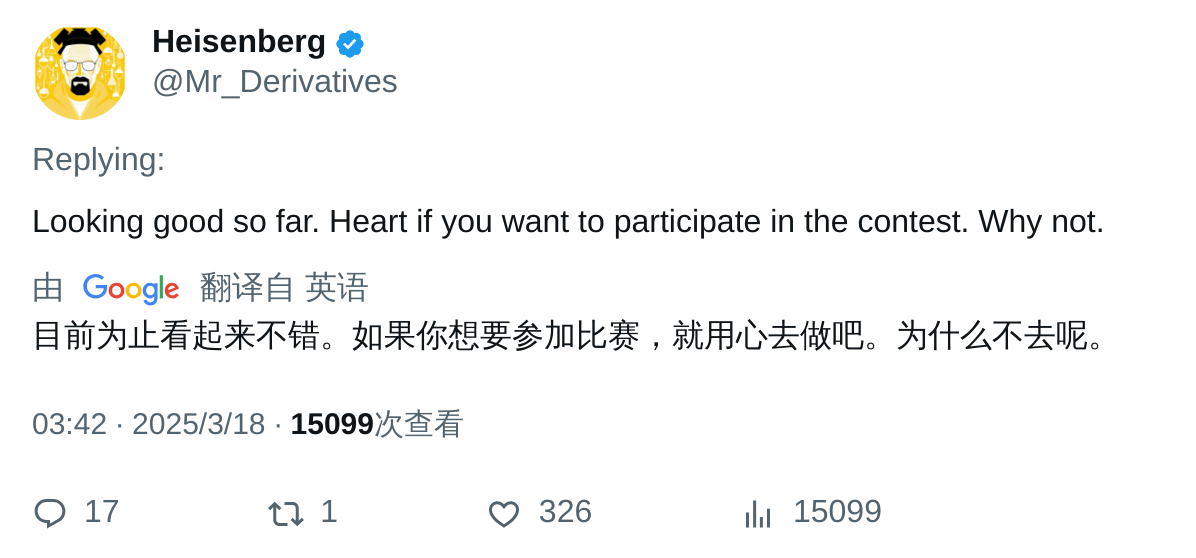 Heisenberg
@Mr_Derivatives
Replying:
Looking good so far. Heart if you want to participate in the contest. Why not.
由 Google 翻译自 英语
目前为止看起来不错。如果你想要参加比赛，就用心去做吧。为什么不去呢。
03:42 · 2025/3/18 · 15099次查看
17 1 326 15099